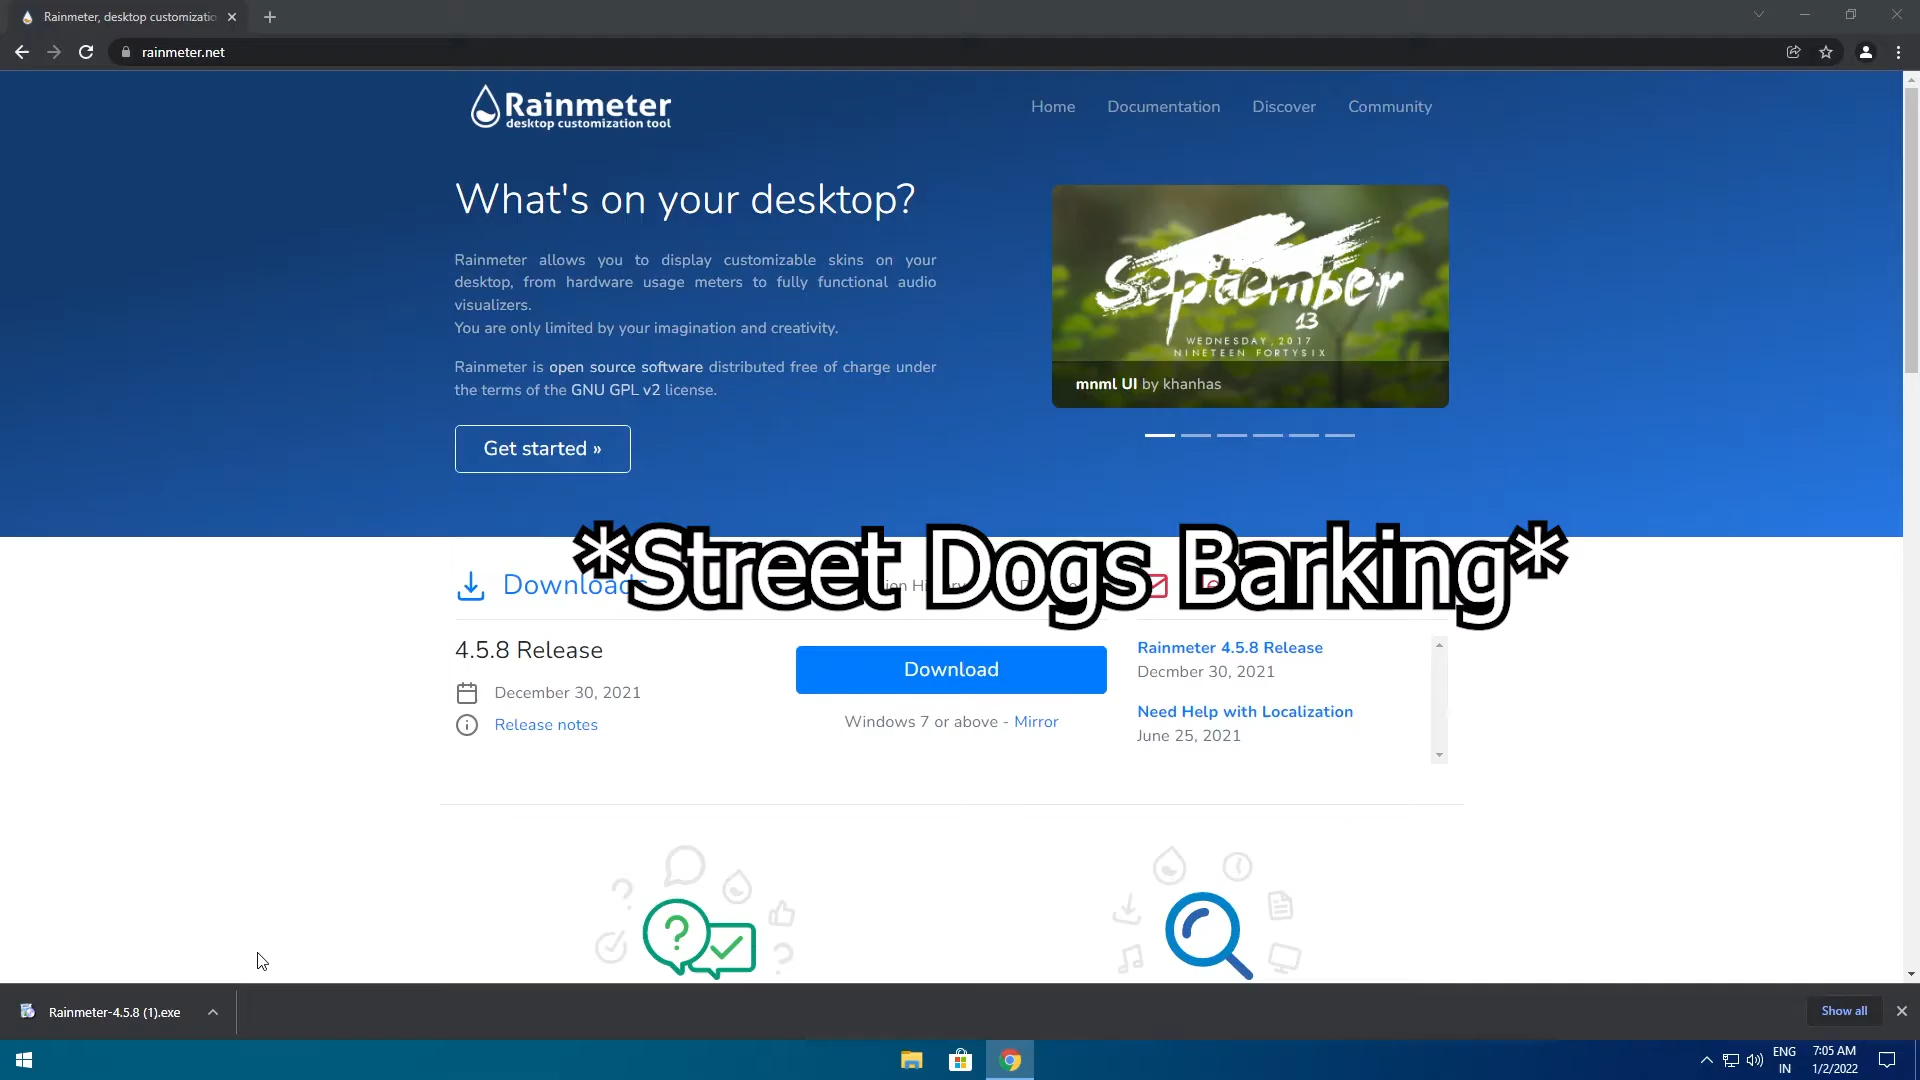 Rainmeter, desktop customizatio
rainmeter.net
Rainmeter
desktop customization tool
Home
Documentation
Discover
Community
What's on your desktop?
Rainmeter allows you to display customizable skins on your
desktop, from hardware usage meters to fully functional audio
visualizers.
You are only limited by your imagination and creativity.
Rainmeter is open source software distributed free of charge under
the terms of the GNU GPL v2 license.
Get started »
September
13
WEDNESDAY, 2017
NINETEEN FORTYSIX
mnml UI by khanhas
*Street Dogs Barking*
Downloads
4.5.8 Release
December 30, 2021
Release notes
Download
Windows 7 or above - Mirror
Rainmeter 4.5.8 Release
Decmber 30, 2021
Need Help with Localization
June 25, 2021
Rainmeter-4.5.8 (1).exe
Show all
ENG
IN
7:05 AM
1/2/2022